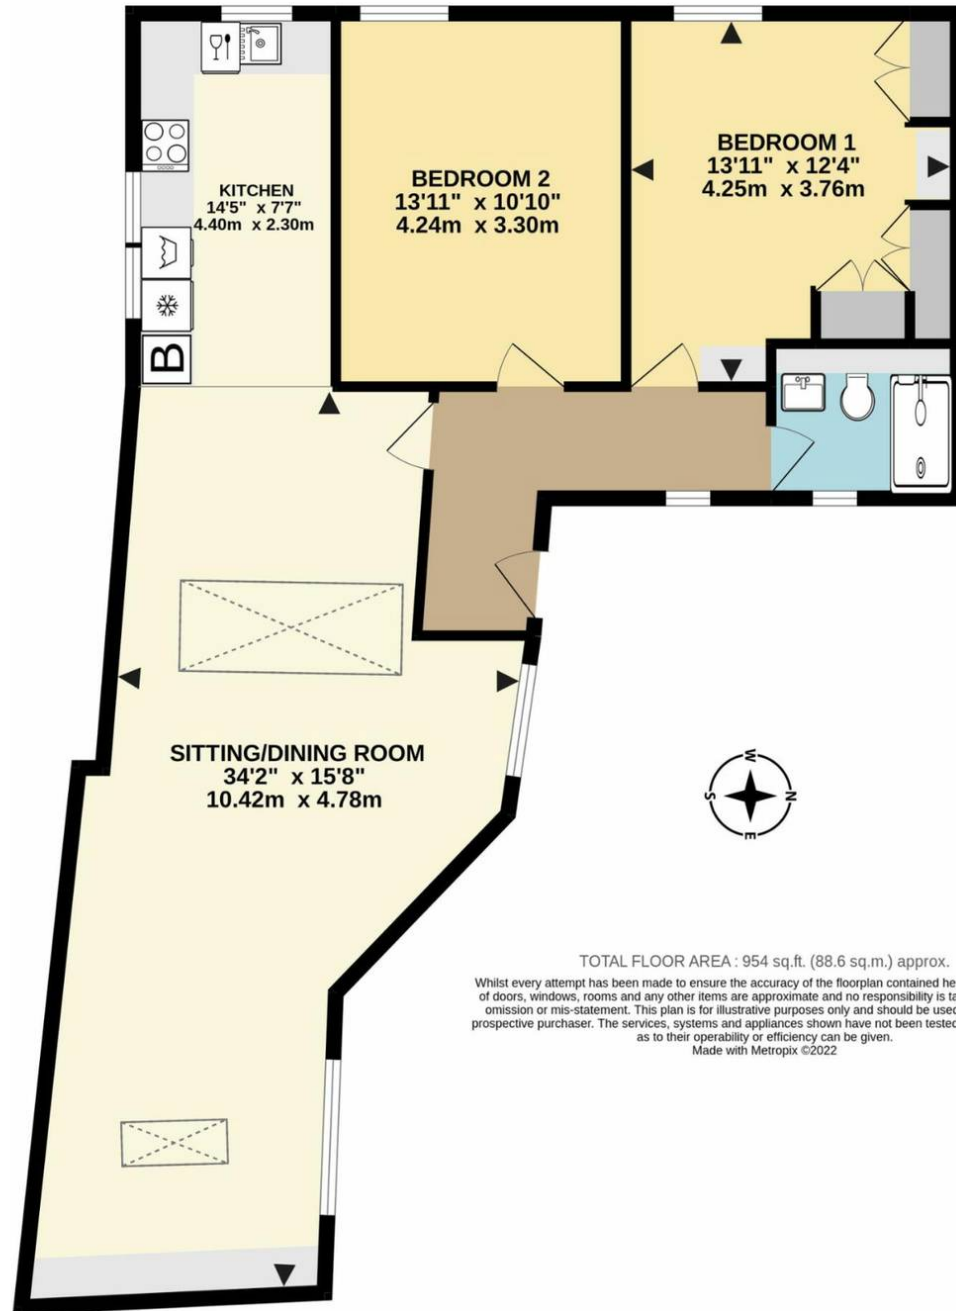 KITCHEN
14'5" x 7'7"
4.40m x 2.30m
BEDROOM 2
13'11" x 10'10"
4.24m x 3.30m
BEDROOM 1
13'11" x 12'4"
4.25m x 3.76m
B
SITTING/DINING ROOM
34'2" x 15'8"
10.42m x 4.78m
W
S
N
E
TOTAL FLOOR AREA : 954 sq.ft. (88.6 sq.m.) approx.
Whilst every attempt has been made to ensure the accuracy of the floorplan contained he
of doors, windows, rooms and any other items are approximate and no responsibility is ta
omission or mis-statement. This plan is for illustrative purposes only and should be used
prospective purchaser. The services, systems and appliances shown have not been tested
as to their operability or efficiency can be given.
Made with Metropix ©2022